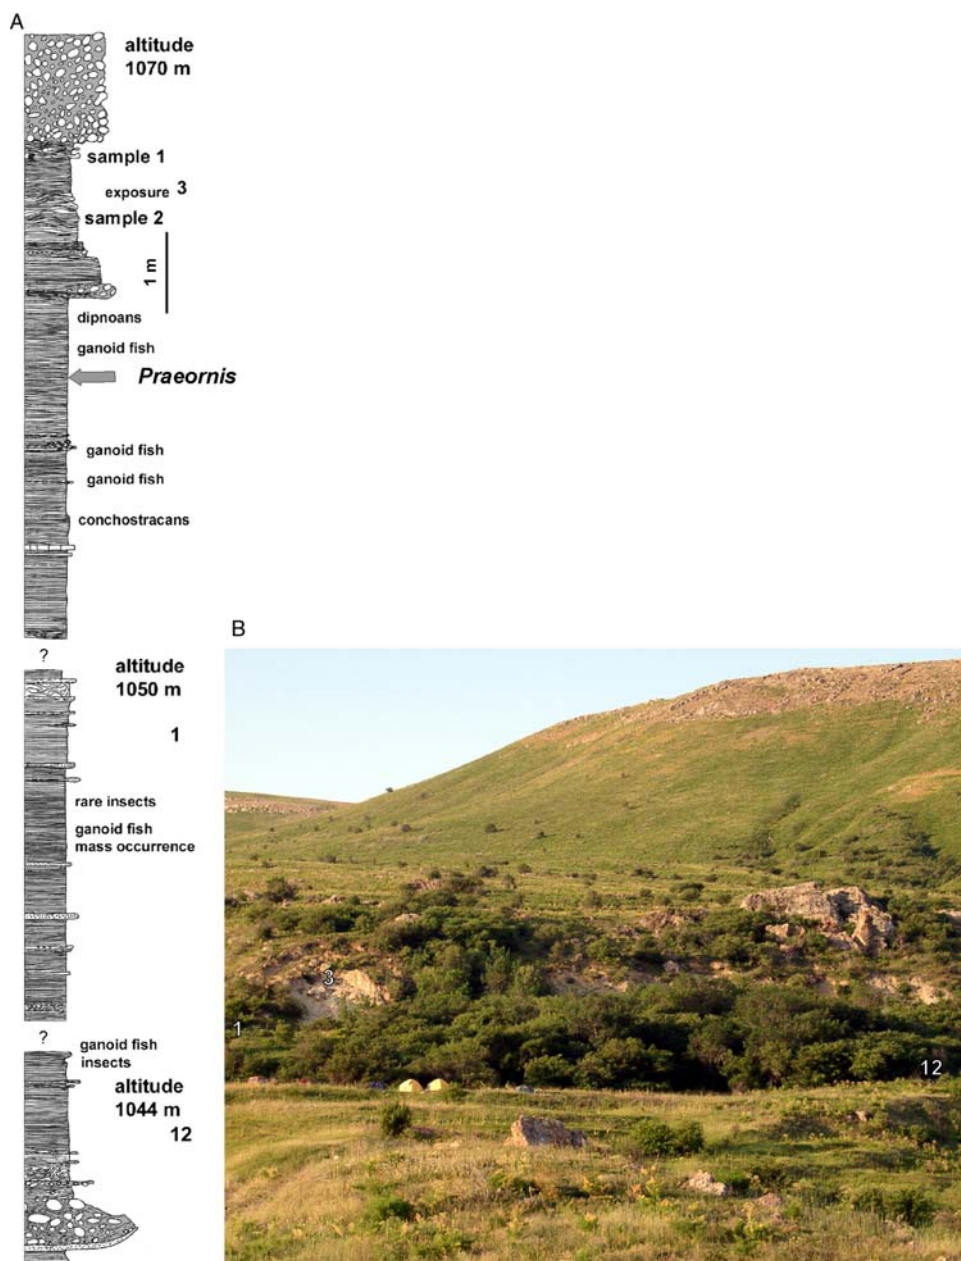 A
altitude
1070 m
sample 1
exposure 3
sample 2
1 m
dipnoans
ganoid fish
Praeornis
ganoid fish
ganoid fish
conchostracans
?
altitude
1050 m
1
rare insects
ganoid fish
mass occurrence
?
ganoid fish
insects
altitude
1044 m
12
B
3
1
12